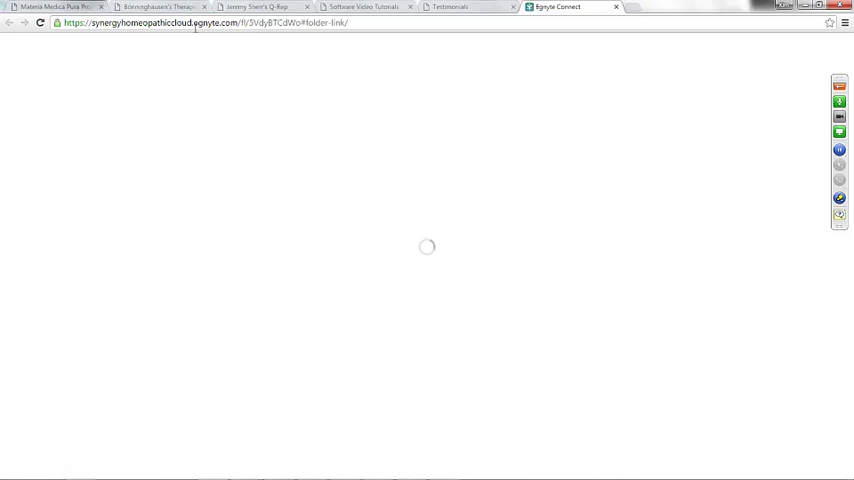 Materia Medica Pura Pro
Bönninghausen's Therap
Jeremy Sherr's Q-Rep
Software Video Tutorials
Testimonials
Egnyte Connect
https://synergyhomeopathiccloud.egnyte.com/fl/5VdyBTCdWo#folder-link/